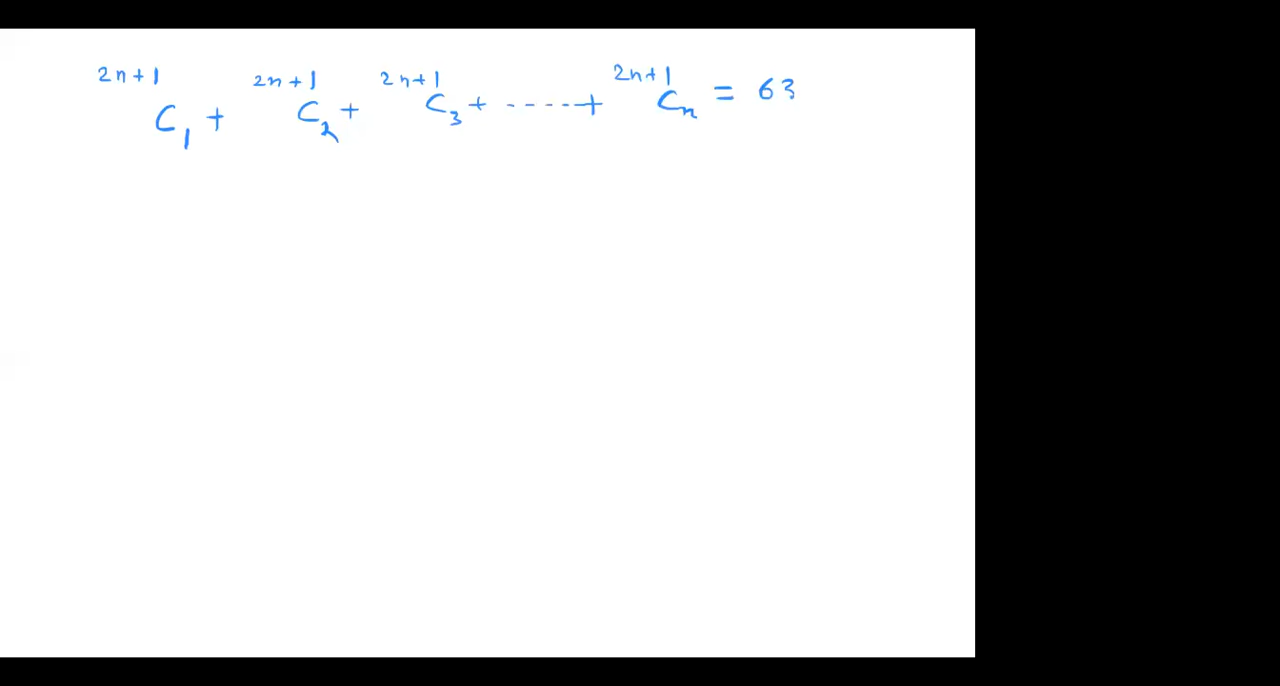 ²ⁿ⁺¹C₁ + ²ⁿ⁺¹C₂ + ²ⁿ⁺¹C₃ + ------+ ²ⁿ⁺¹Cₙ = 63